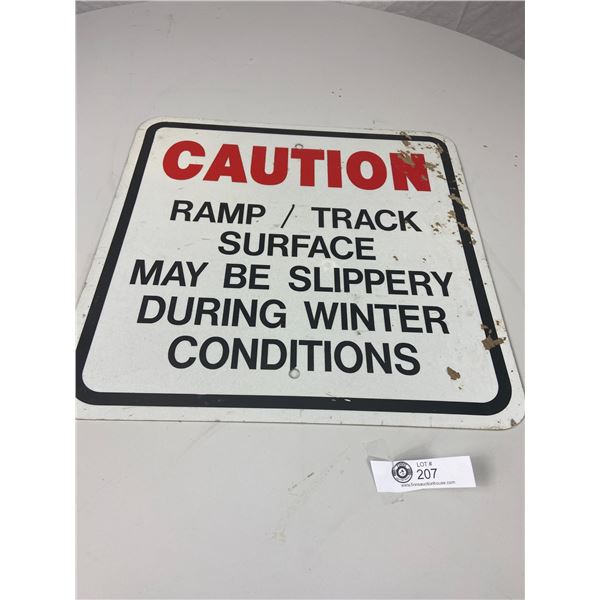 CAUTION
RAMP / TRACK
SURFACE
MAY BE SLIPPERY
DURING WINTER
CONDITIONS
LOT #
207